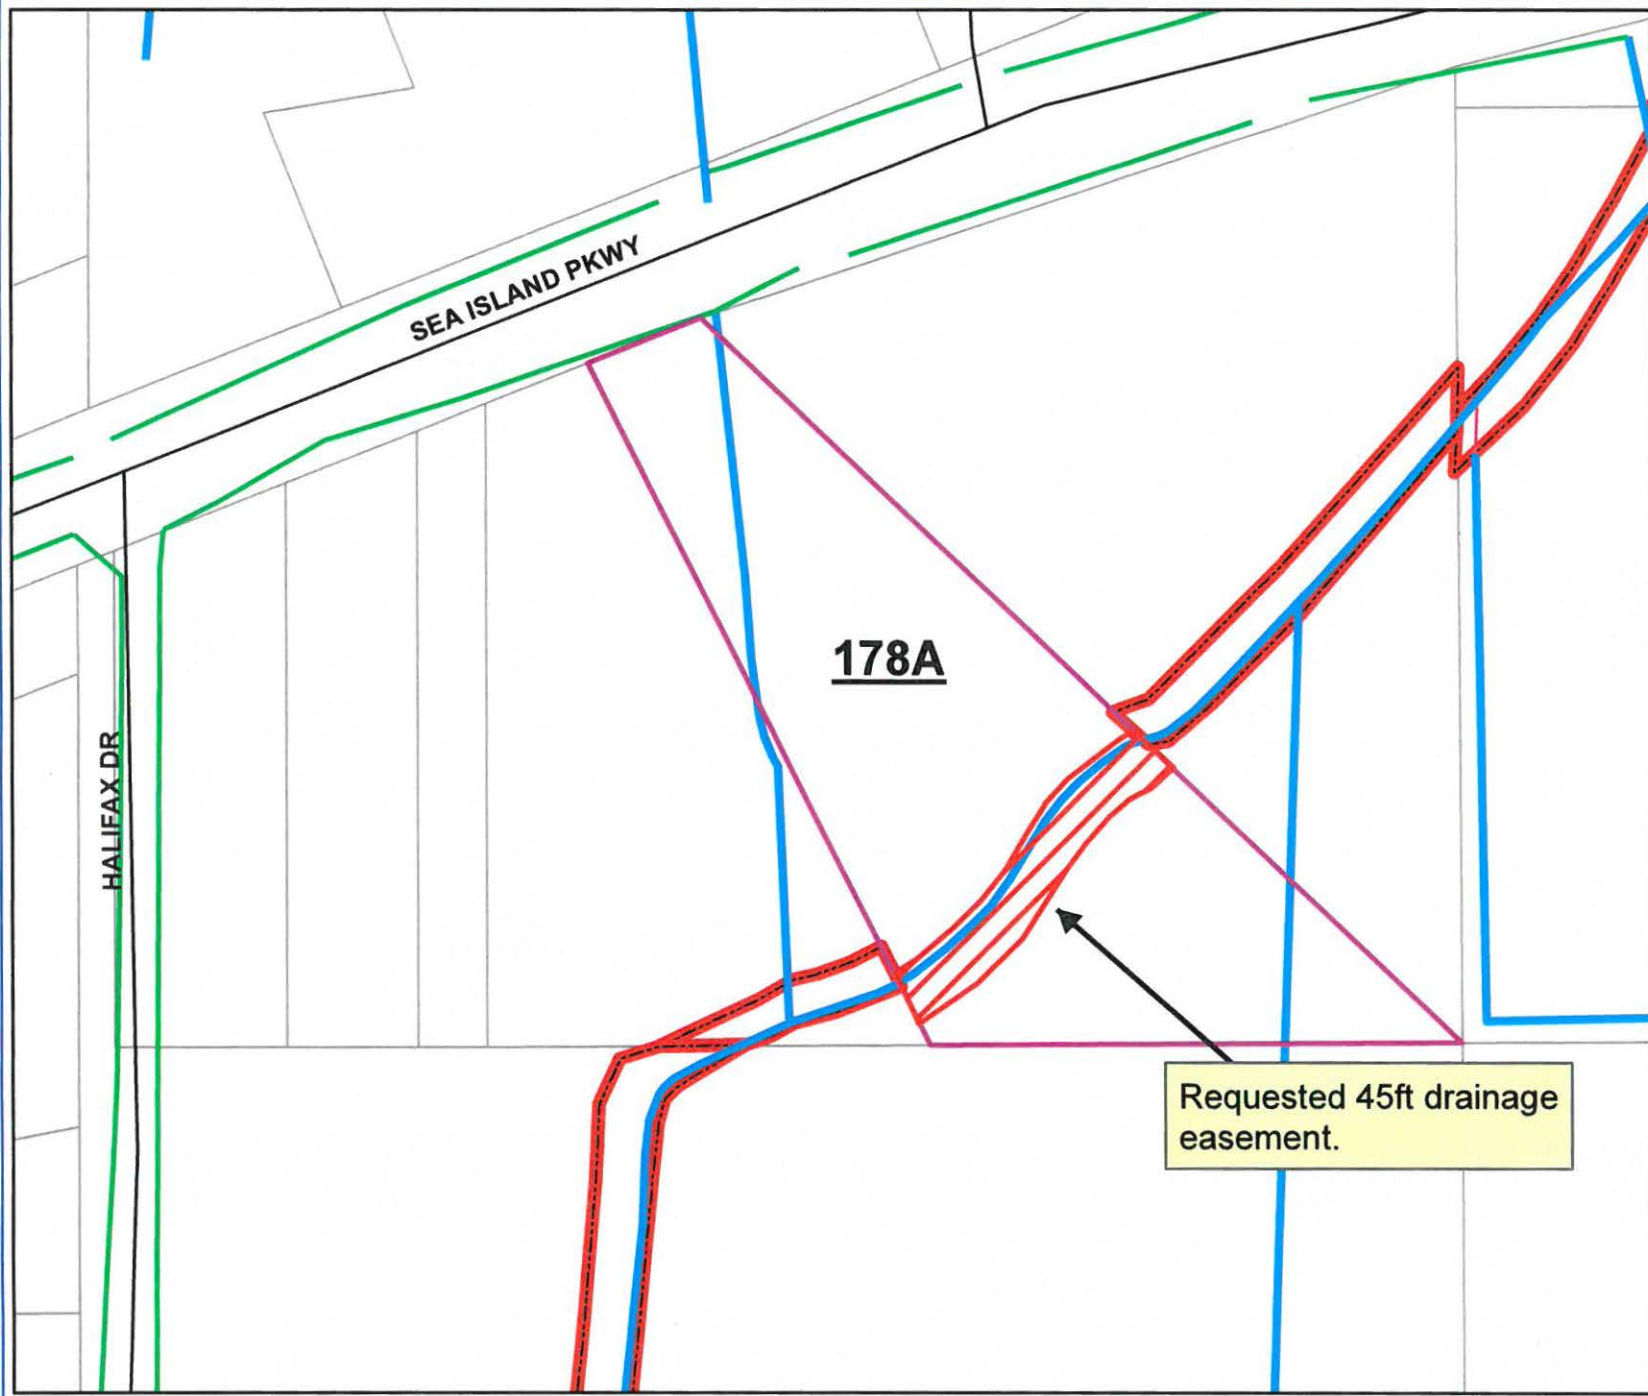 SEA ISLAND PKWY
178A
HALIFAX DR
Requested 45ft drainage
easement.